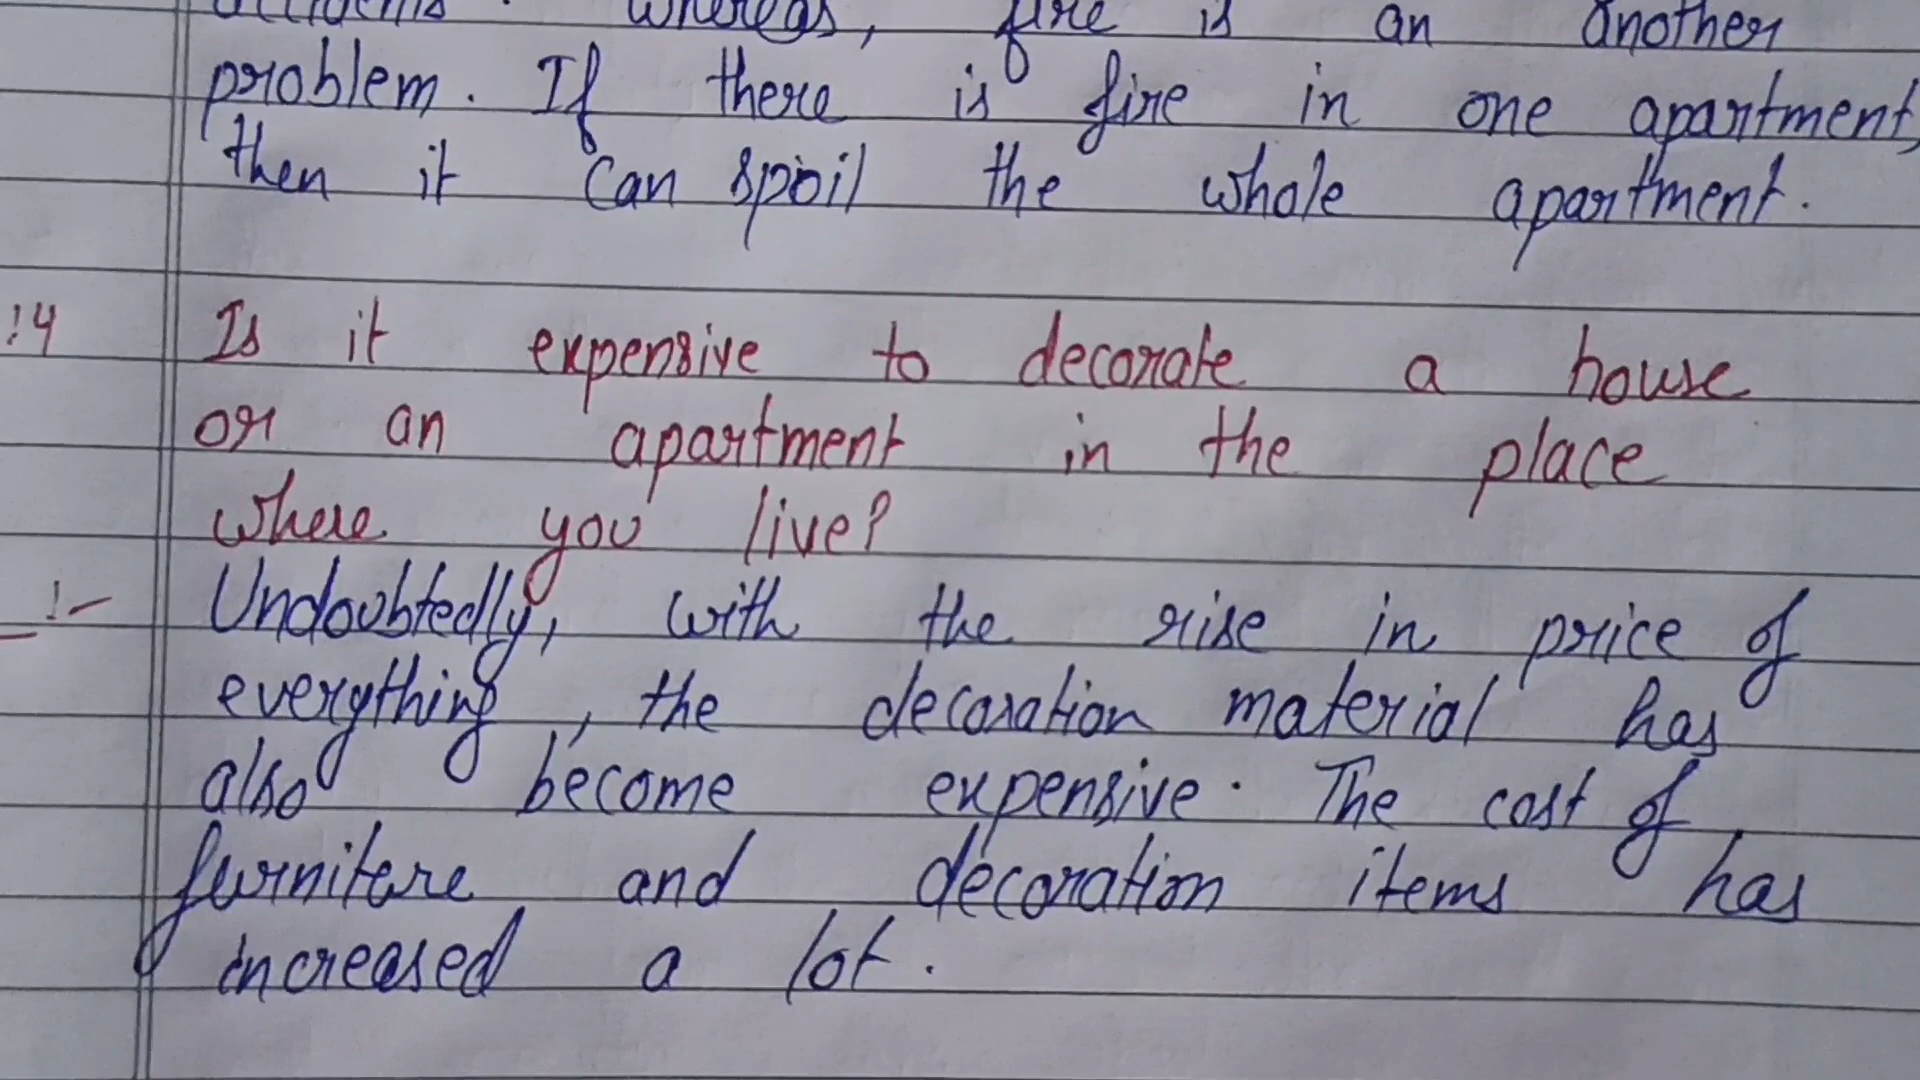 accidents. Whereas, fire is an another
problem. If there is fire in one apartment,
then it can spoil the whole apartment.
:4 Is it expensive to decorate a house
or an apartment in the place
where you live?
:- Undoubtedly, with the rise in price of
everything, the decoration material has
also become expensive. The cost of
furniture and decoration items has
increased a lot.